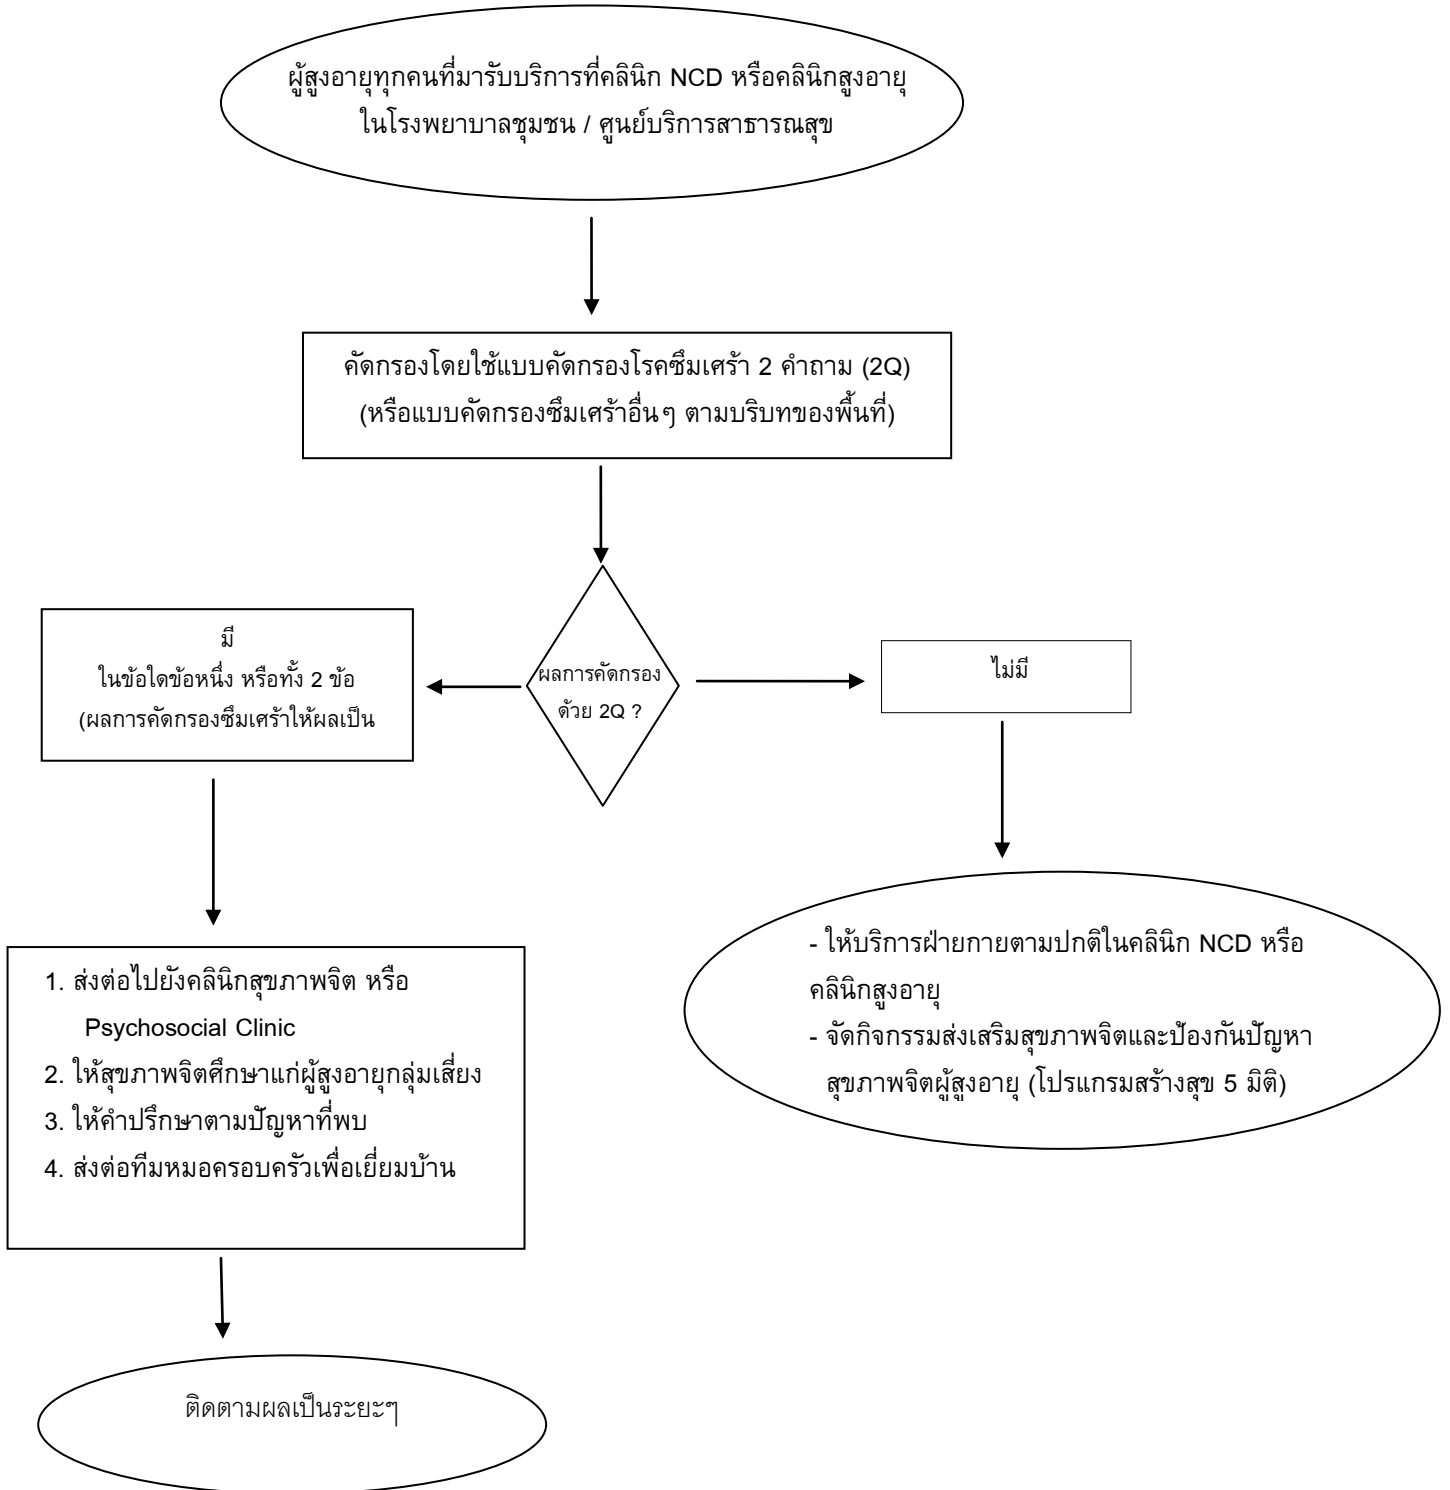 ผู้สูงอายุทุกคนที่มารับบริการที่คลินิก NCD หรือคลินิกสูงอายุ
ในโรงพยาบาลชุมชน / ศูนย์บริการสาธารณสุข
คัดกรองโดยใช้แบบคัดกรองโรคซึมเศร้า 2 คำถาม (2Q)
(หรือแบบคัดกรองซึมเศร้าอื่นๆ ตามบริบทของพื้นที่)
มี
ในข้อใดข้อหนึ่ง หรือทั้ง 2 ข้อ
(ผลการคัดกรองซึมเศร้าให้ผลเป็น
ผลการคัดกรอง
ด้วย 2Q ?
ไม่มี
1. ส่งต่อไปยังคลินิกสุขภาพจิต หรือ
Psychosocial Clinic
2. ให้สุขภาพจิตศึกษาแก่ผู้สูงอายุกลุ่มเสี่ยง
3. ให้คำปรึกษาตามปัญหาที่พบ
4. ส่งต่อทีมหมอครอบครัวเพื่อเยี่ยมบ้าน
- ให้บริการฝ่ายกายตามปกติในคลินิก NCD หรือ
คลินิกสูงอายุ
- จัดกิจกรรมส่งเสริมสุขภาพจิตและป้องกันปัญหา
สุขภาพจิตผู้สูงอายุ (โปรแกรมสร้างสุข 5 มิติ)
ติดตามผลเป็นระยะๆ